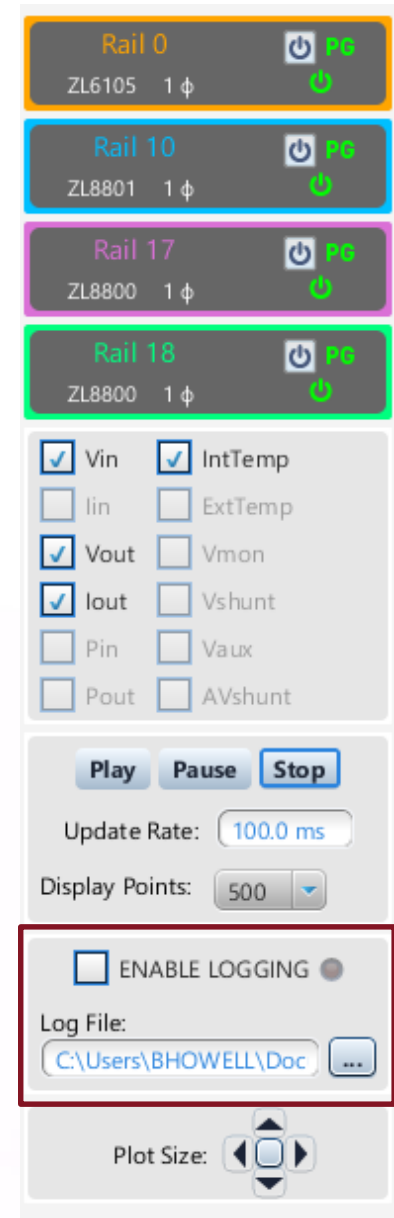 Rail 0 PG
ZL6105 1 ϕ
Rail 10 PG
ZL8801 1 ϕ
Rail 17 PG
ZL8800 1 ϕ
Rail 18 PG
ZL8800 1 ϕ
Vin IntTemp
Iin ExtTemp
Vout Vmon
Iout Vshunt
Pin Vaux
Pout AVshunt
Play Pause Stop
Update Rate: 100.0 ms
Display Points: 500
ENABLE LOGGING
Log File:
C:\Users\BHOWELL\Doc ...
Plot Size: